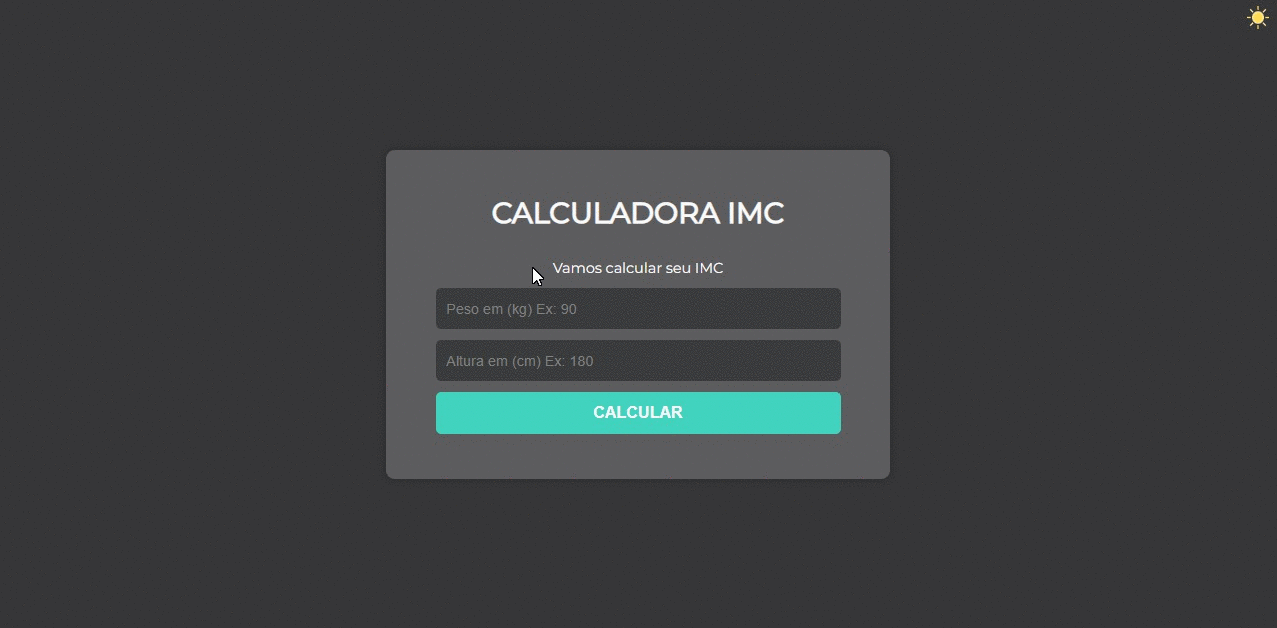 CALCULADORA IMC
Vamos calcular seu IMC
Peso em (kg) Ex: 90
Altura em (cm) Ex: 180
CALCULAR